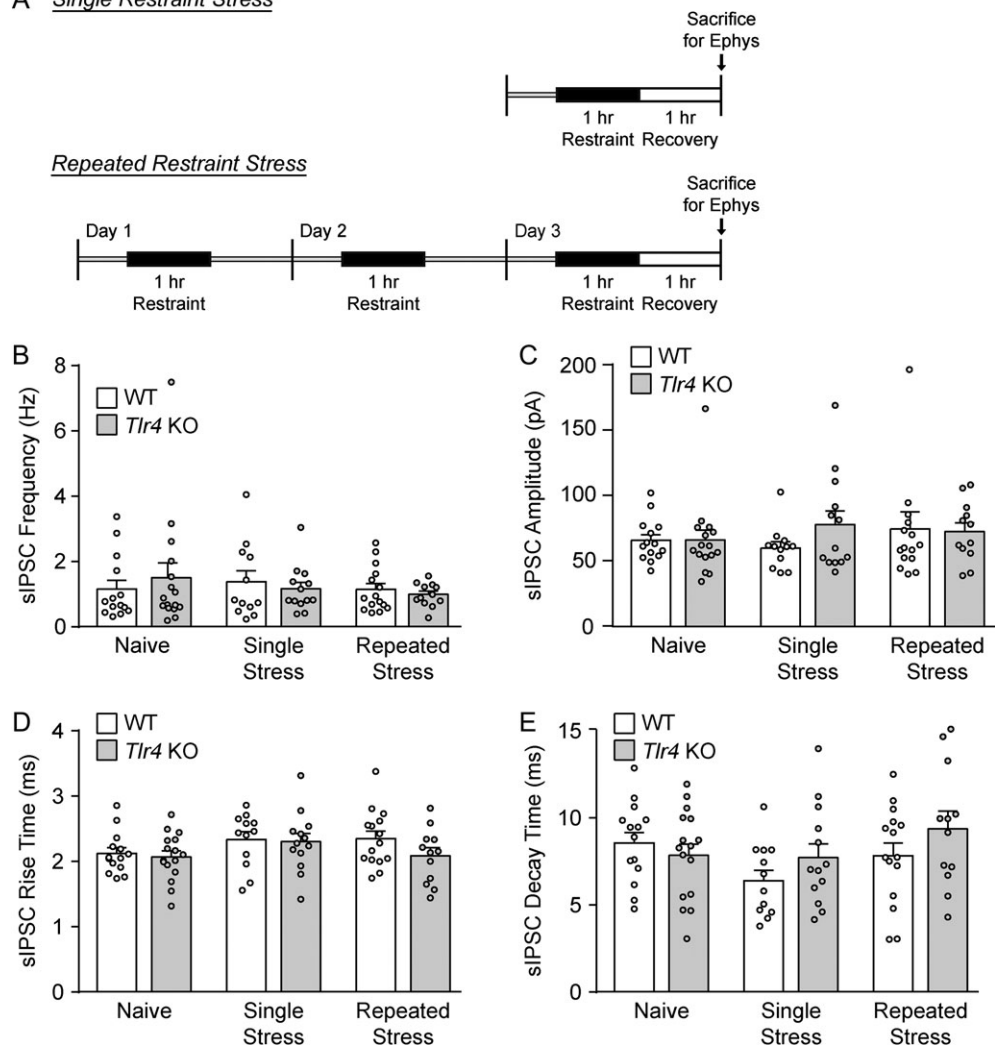 A Single Restraint Stress
Sacrifice
for Ephys
1 hr 1 hr
Restraint Recovery
Repeated Restraint Stress
Sacrifice
for Ephys
Day 1 Day 2 Day 3
1 hr 1 hr 1 hr 1 hr
Restraint Restraint Restraint Recovery
B
sIPSC Frequency (Hz)
8
6
4
2
0
WT
Tlr4 KO
Naive Single Repeated
Stress Stress
C
sIPSC Amplitude (pA)
200
150
100
50
0
WT
Tlr4 KO
Naive Single Repeated
Stress Stress
D
sIPSC Rise Time (ms)
4
3
2
1
0
WT
Tlr4 KO
Naive Single Repeated
Stress Stress
E
sIPSC Decay Time (ms)
15
10
5
0
WT
Tlr4 KO
Naive Single Repeated
Stress Stress